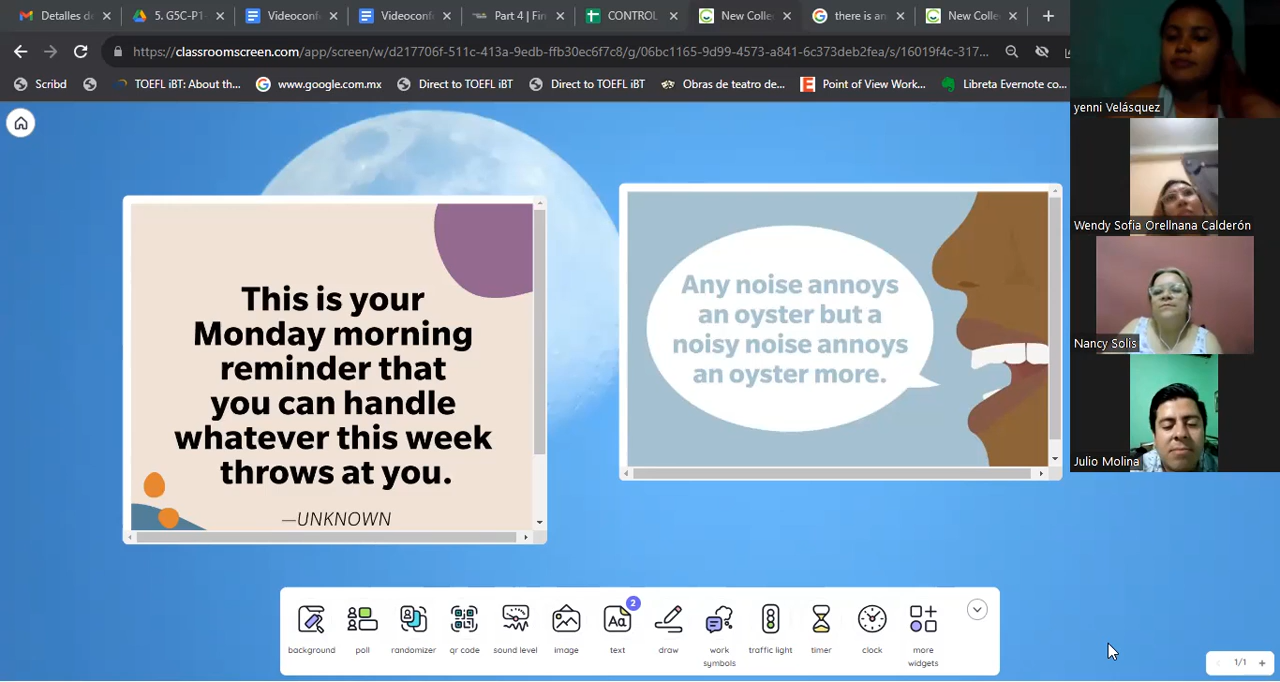 Detalles de
5. G5C-P1-
Videoconfe
Videoconfe
Part 4 | Fin
CONTROL
New Colle
there is an
New Colle
https://classroomscreen.com/app/screen/w/d217706f-511c-413a-9edb-ffb30ec6f7c8/g/06bc1165-9d99-4573-a841-6c373deb2fea/s/16019f4c-317...
Scribd
TOEFL iBT: About th...
www.google.com.mx
Direct to TOEFL iBT
Direct to TOEFL iBT
Obras de teatro de...
Point of View Work...
Libreta Evernote co...
yenni Velásquez
Wendy Sofia Orellnana Calderón
Nancy Solis
Julio Molina
This is your
Monday morning
reminder that
you can handle
whatever this week
throws at you.
—UNKNOWN
Any noise annoys
an oyster but a
noisy noise annoys
an oyster more.
2
background
poll
randomizer
qr code
sound level
image
Aa
text
draw
work
symbols
traffic light
timer
clock
more
widgets
1/1